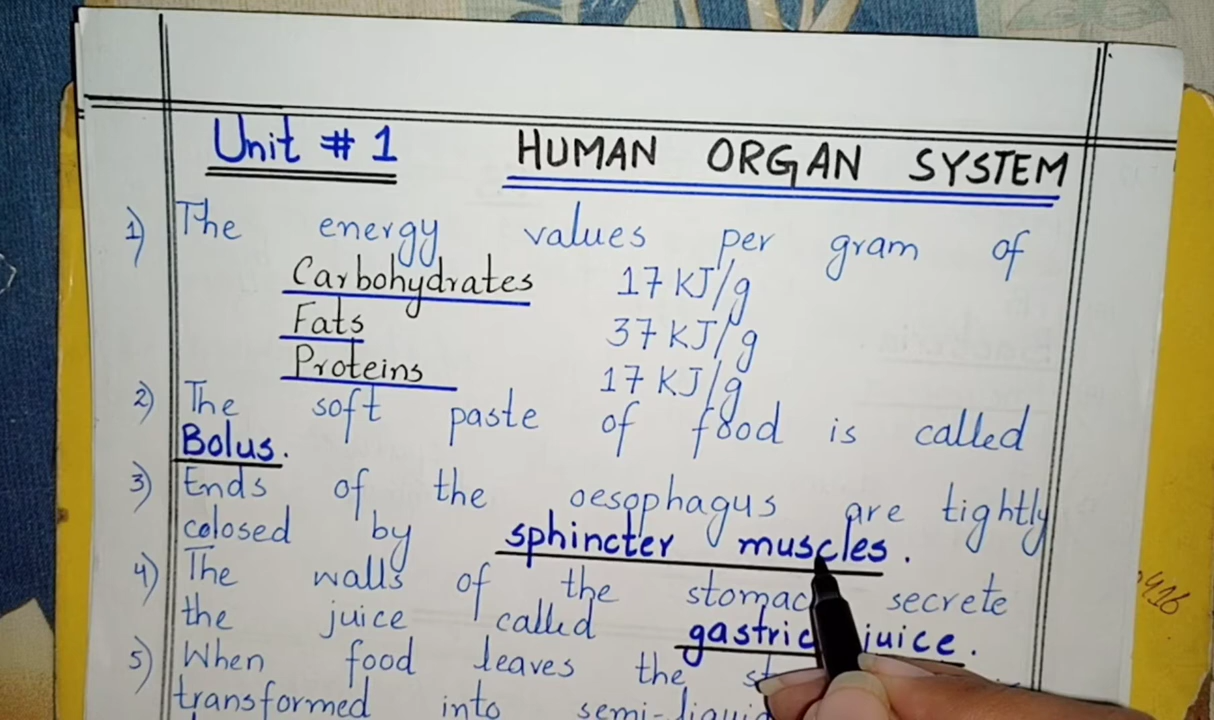 Unit # 1 HUMAN ORGAN SYSTEM
1) The energy values per gram of
Carbohydrates 17 KJ/g
Fats 37 KJ/g
Proteins 17 KJ/g
2) The soft paste of food is called
Bolus.
3) Ends of the oesophagus are tightly
colosed by sphincter muscles.
4) The walls of the stomac secrete
the juice called gastric juice.
5) When food leaves the
transformed into semi-liquid